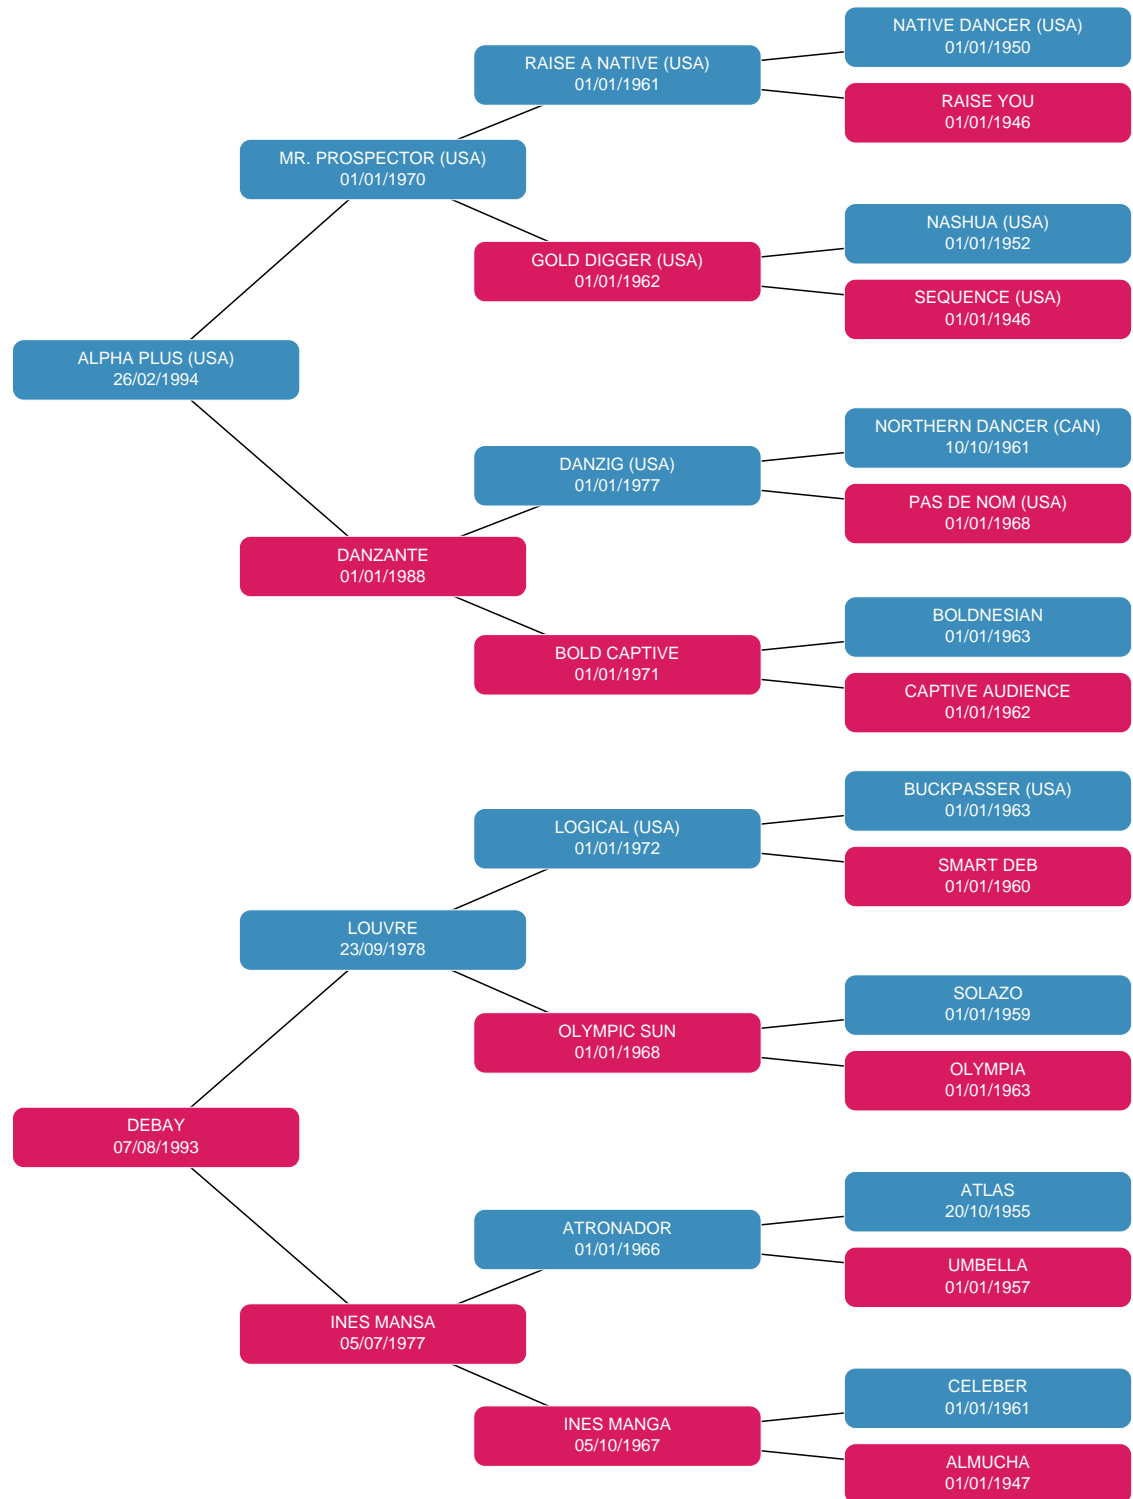 NATIVE DANCER (USA)
01/01/1950
RAISE A NATIVE (USA)
01/01/1961
RAISE YOU
01/01/1946
MR. PROSPECTOR (USA)
01/01/1970
NASHUA (USA)
01/01/1952
GOLD DIGGER (USA)
01/01/1962
SEQUENCE (USA)
01/01/1946
ALPHA PLUS (USA)
26/02/1994
NORTHERN DANCER (CAN)
10/10/1961
DANZIG (USA)
01/01/1977
PAS DE NOM (USA)
01/01/1968
DANZANTE
01/01/1988
BOLDNESIAN
01/01/1963
BOLD CAPTIVE
01/01/1971
CAPTIVE AUDIENCE
01/01/1962
BUCKPASSER (USA)
01/01/1963
LOGICAL (USA)
01/01/1972
SMART DEB
01/01/1960
LOUVRE
23/09/1978
SOLAZO
01/01/1959
OLYMPIC SUN
01/01/1968
OLYMPIA
01/01/1963
DEBAY
07/08/1993
ATLAS
20/10/1955
ATRONADOR
01/01/1966
UMBELLA
01/01/1957
INES MANSA
05/07/1977
CELEBER
01/01/1961
INES MANGA
05/10/1967
ALMUCHA
01/01/1947